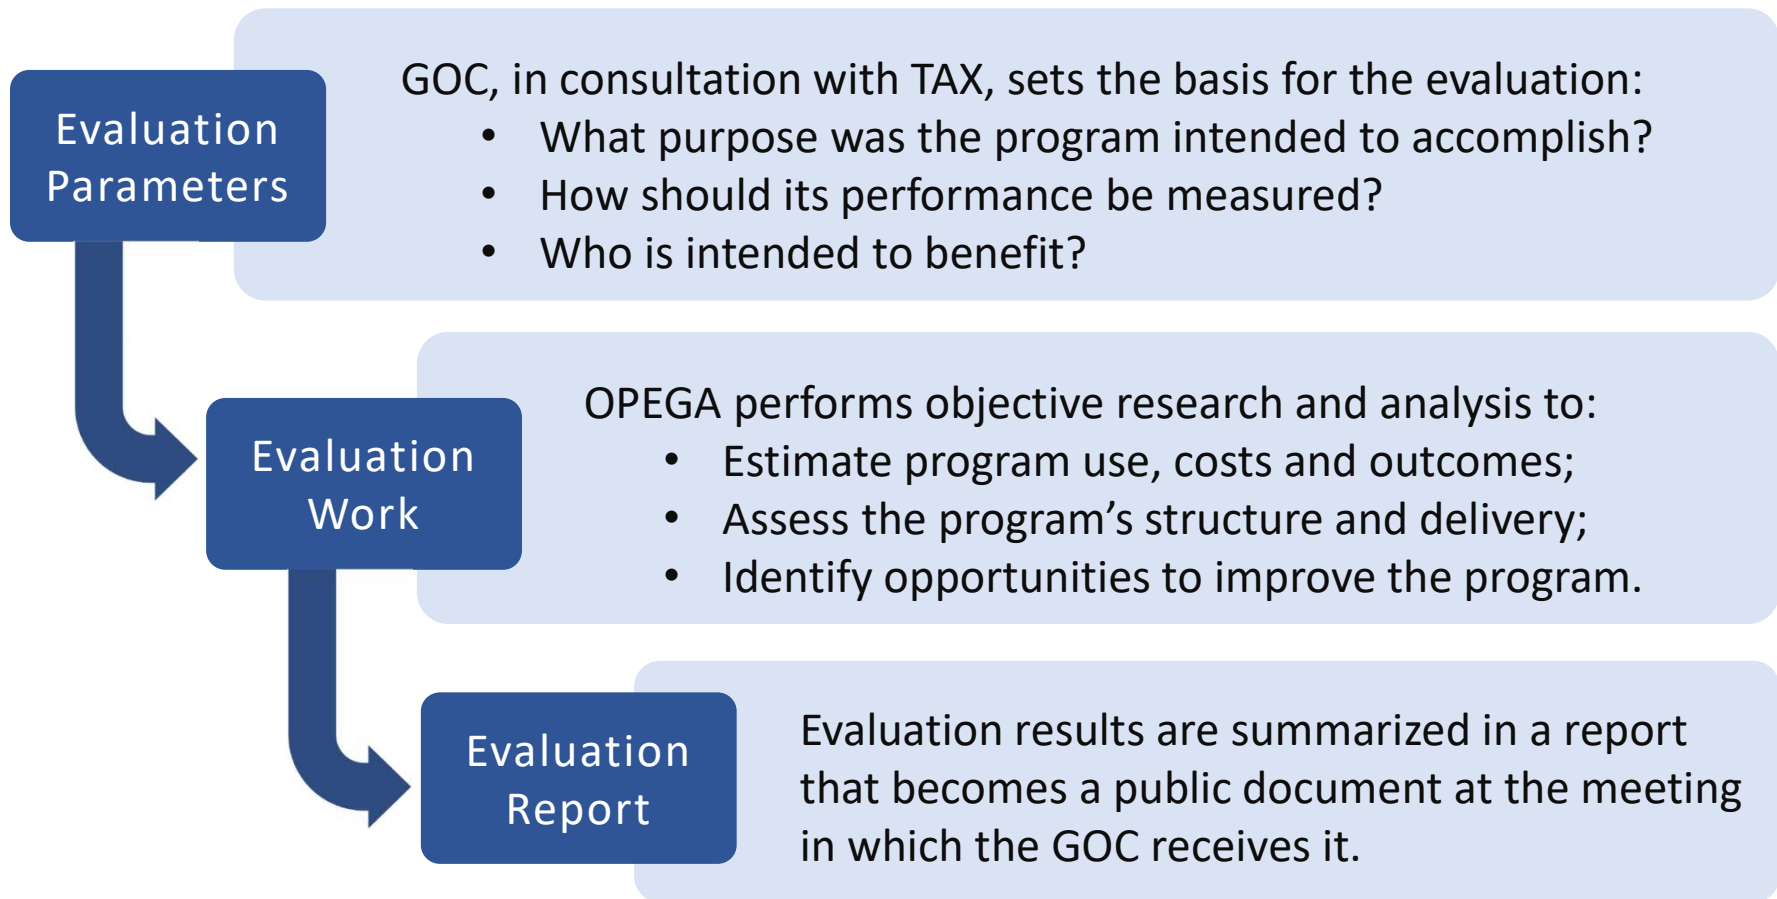 Evaluation
Parameters
GOC, in consultation with TAX, sets the basis for the evaluation:
• What purpose was the program intended to accomplish?
• How should its performance be measured?
• Who is intended to benefit?
Evaluation
Work
OPEGA performs objective research and analysis to:
• Estimate program use, costs and outcomes;
• Assess the program’s structure and delivery;
• Identify opportunities to improve the program.
Evaluation
Report
Evaluation results are summarized in a report
that becomes a public document at the meeting
in which the GOC receives it.